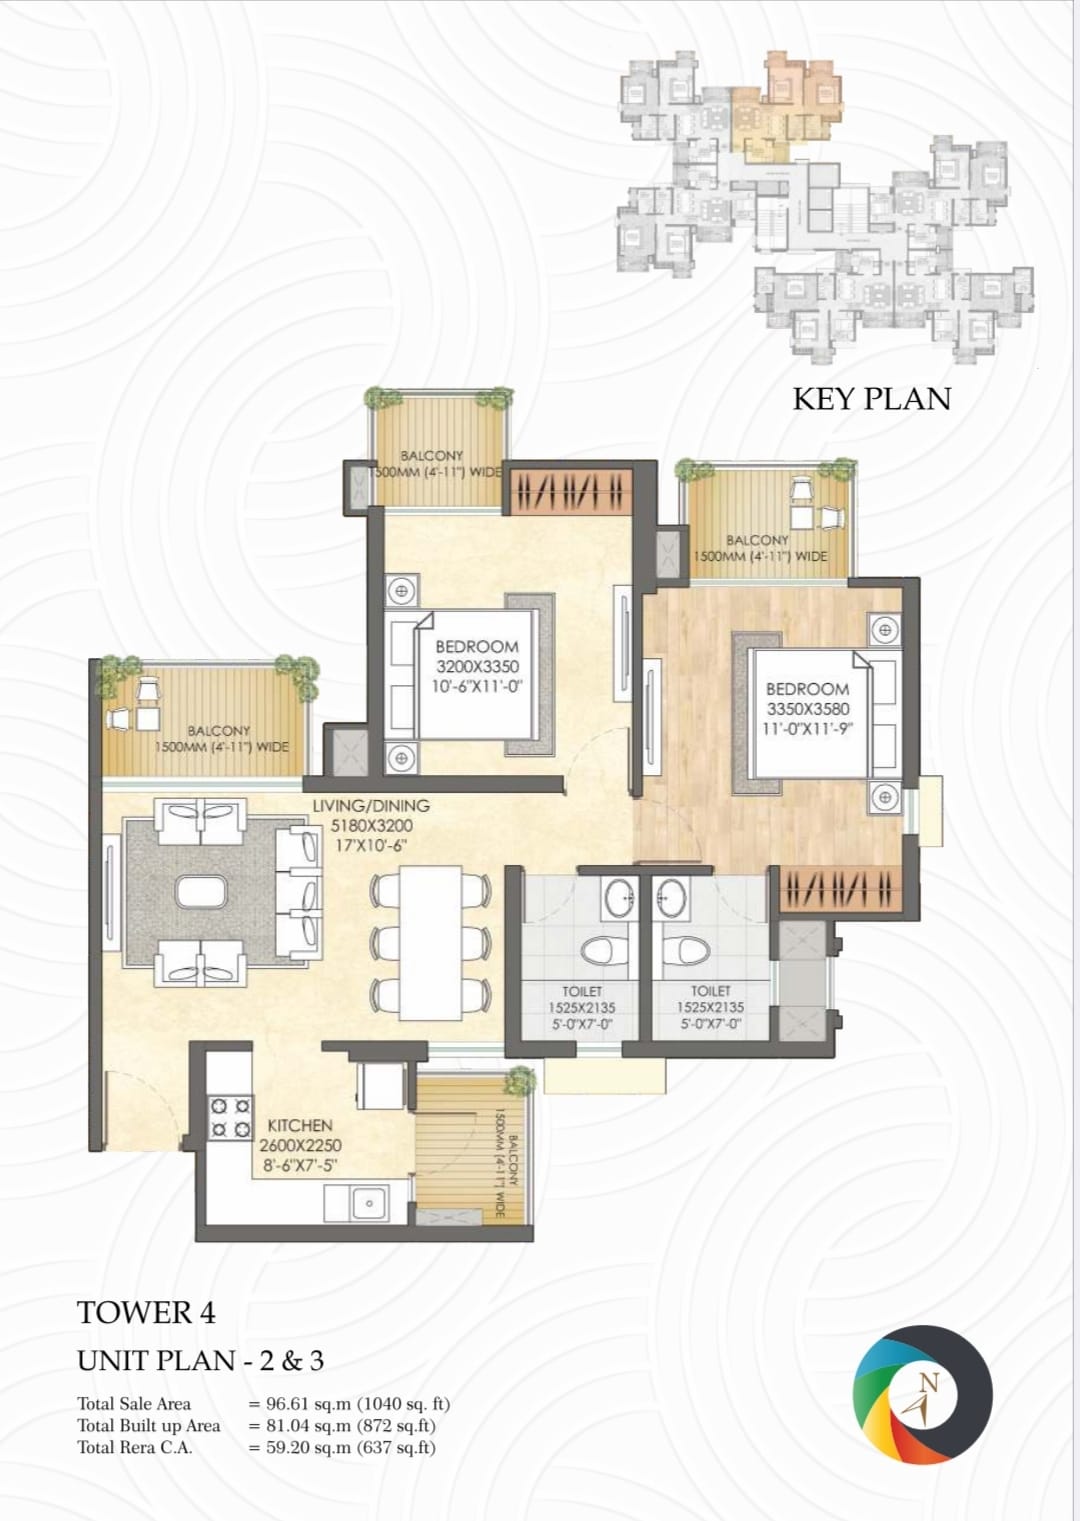 KEY PLAN
BALCONY
1500MM (4'-11") WIDE
BALCONY
1500MM (4'-11") WIDE
BEDROOM
3200X3350
10'-6"X11'-0"
BEDROOM
3350X3580
11'-0"X11'-9"
BALCONY
1500MM (4'-11") WIDE
LIVING/DINING
5180X3200
17'X10'-6"
TOILET
1525X2135
5'-0"X7'-0"
TOILET
1525X2135
5'-0"X7'-0"
KITCHEN
2600X2250
8'-6"X7'-5"
BALCONY
1500MM (4'-11") WIDE
TOWER 4
UNIT PLAN - 2 & 3
Total Sale Area = 96.61 sq.m (1040 sq. ft)
Total Built up Area = 81.04 sq.m (872 sq.ft)
Total Rera C.A. = 59.20 sq.m (637 sq.ft)
N